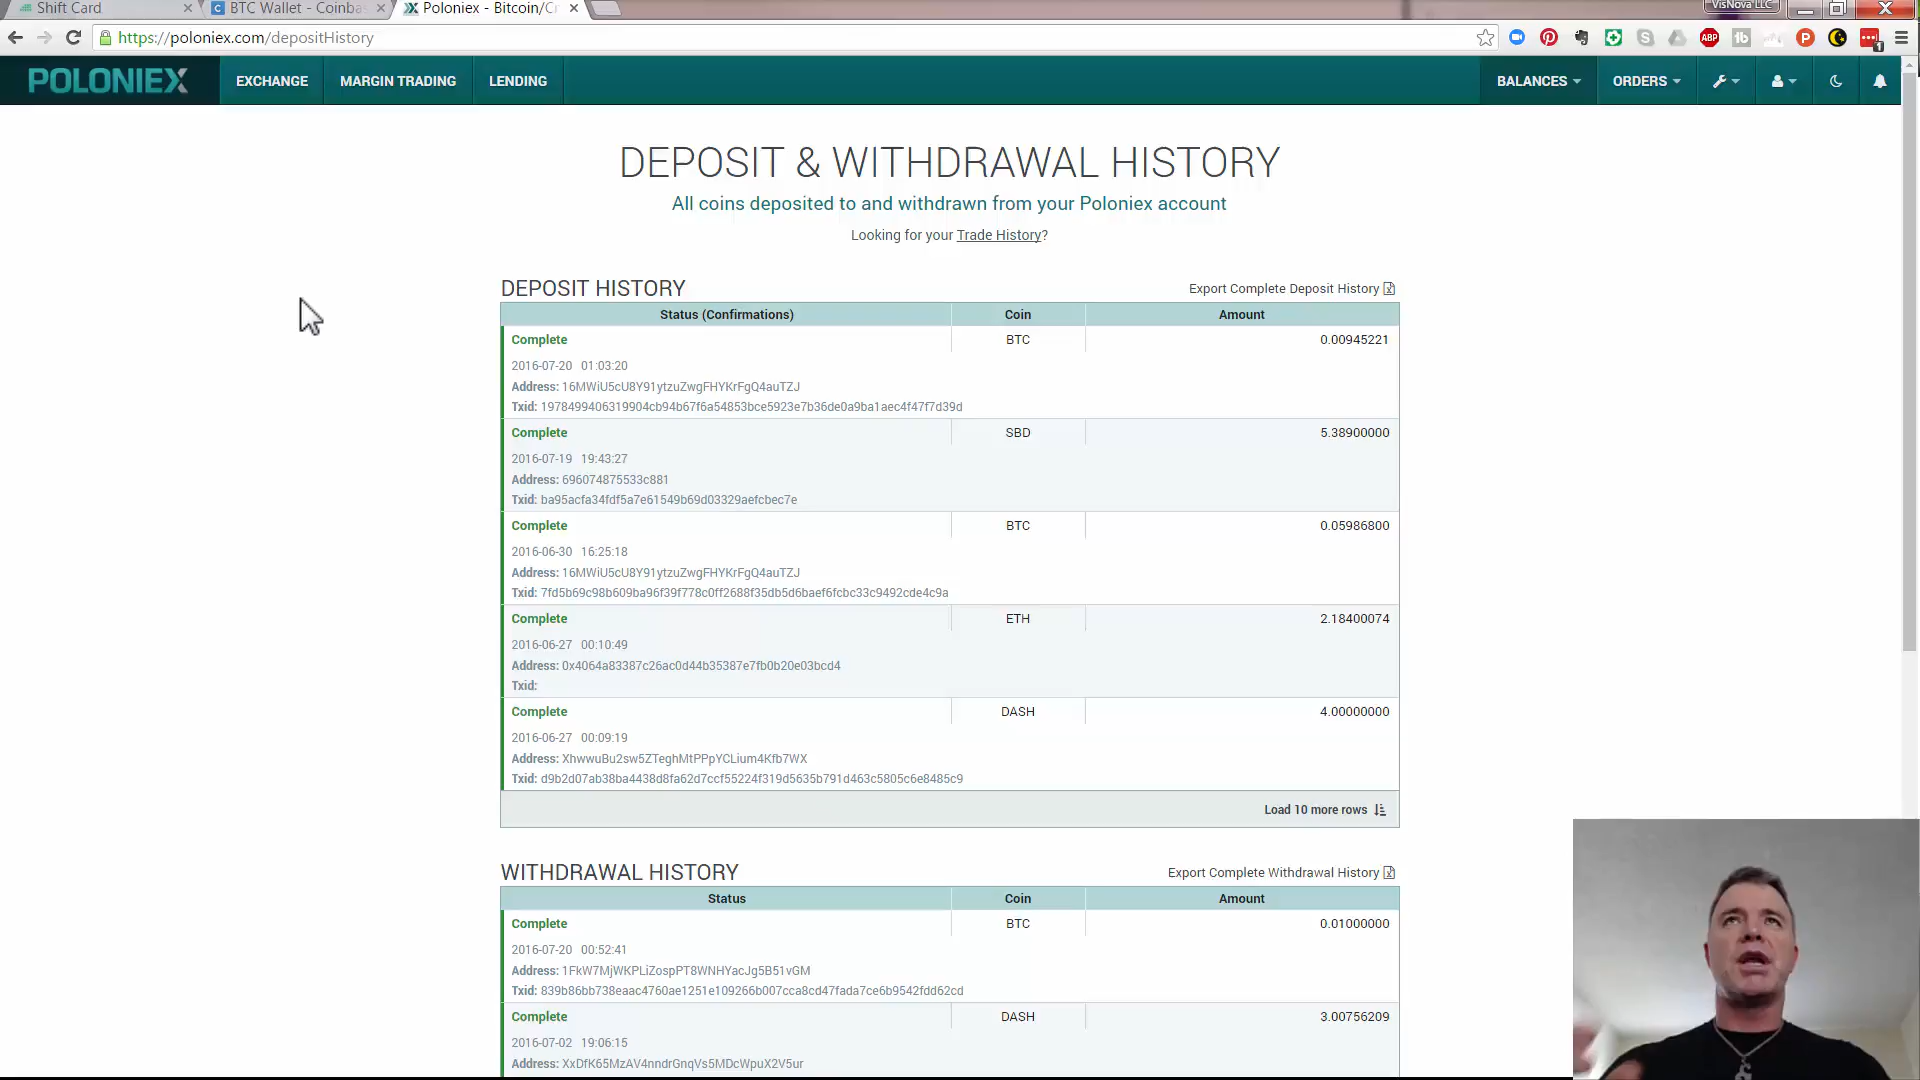 Shift Card
BTC Wallet - Coinba
Poloniex - Bitcoin/Cr
VisNova LLC
https://poloniex.com/depositHistory
POLONIEX
EXCHANGE
MARGIN TRADING
LENDING
BALANCES
ORDERS
DEPOSIT & WITHDRAWAL HISTORY
All coins deposited to and withdrawn from your Poloniex account
Looking for your Trade History?
DEPOSIT HISTORY
Export Complete Deposit History
Status (Confirmations) Coin Amount
Complete BTC 0.00945221
2016-07-20 01:03:20
Address: 16MWiU5cU8Y91ytzuZwgFHYKrFgQ4auTZJ
Txid: 1978499406319904cb94b67f6a54853bce5923e7b36de0a9ba1aec4f47f7d39d
Complete SBD 5.38900000
2016-07-19 19:43:27
Address: 696074875533c881
Txid: ba95acfa34fdf5a7e61549b69d03329aefcbec7e
Complete BTC 0.05986800
2016-06-30 16:25:18
Address: 16MWiU5cU8Y91ytzuZwgFHYKrFgQ4auTZJ
Txid: 7fd5b69c98b609ba96f39f778c0ff2688f35db5d6baef6fcbc33c9492cde4c9a
Complete ETH 2.18400074
2016-06-27 00:10:49
Address: 0x4064a83387c26ac0d44b35387e7fb0b20e03bcd4
Txid:
Complete DASH 4.00000000
2016-06-27 00:09:19
Address: XhwwuBu2sw5ZTeghMtPPpYCLium4Kfb7WX
Txid: d9b2d07ab38ba4438d8fa62d7ccf55224f319d5635b791d463c5805c6e8485c9
Load 10 more rows
WITHDRAWAL HISTORY
Export Complete Withdrawal History
Status Coin Amount
Complete BTC 0.01000000
2016-07-20 00:52:41
Address: 1FkW7MjWKPLiZospPT8WNHYacJg5B51vGM
Txid: 839b86bb738eaac4760ae1251e109266b007cca8cd47fada7ce6b9542fdd62cd
Complete DASH 3.00756209
2016-07-02 19:06:15
Address: XxDfK65MzAV4nndrGnqVs5MDcWpuX2V5ur